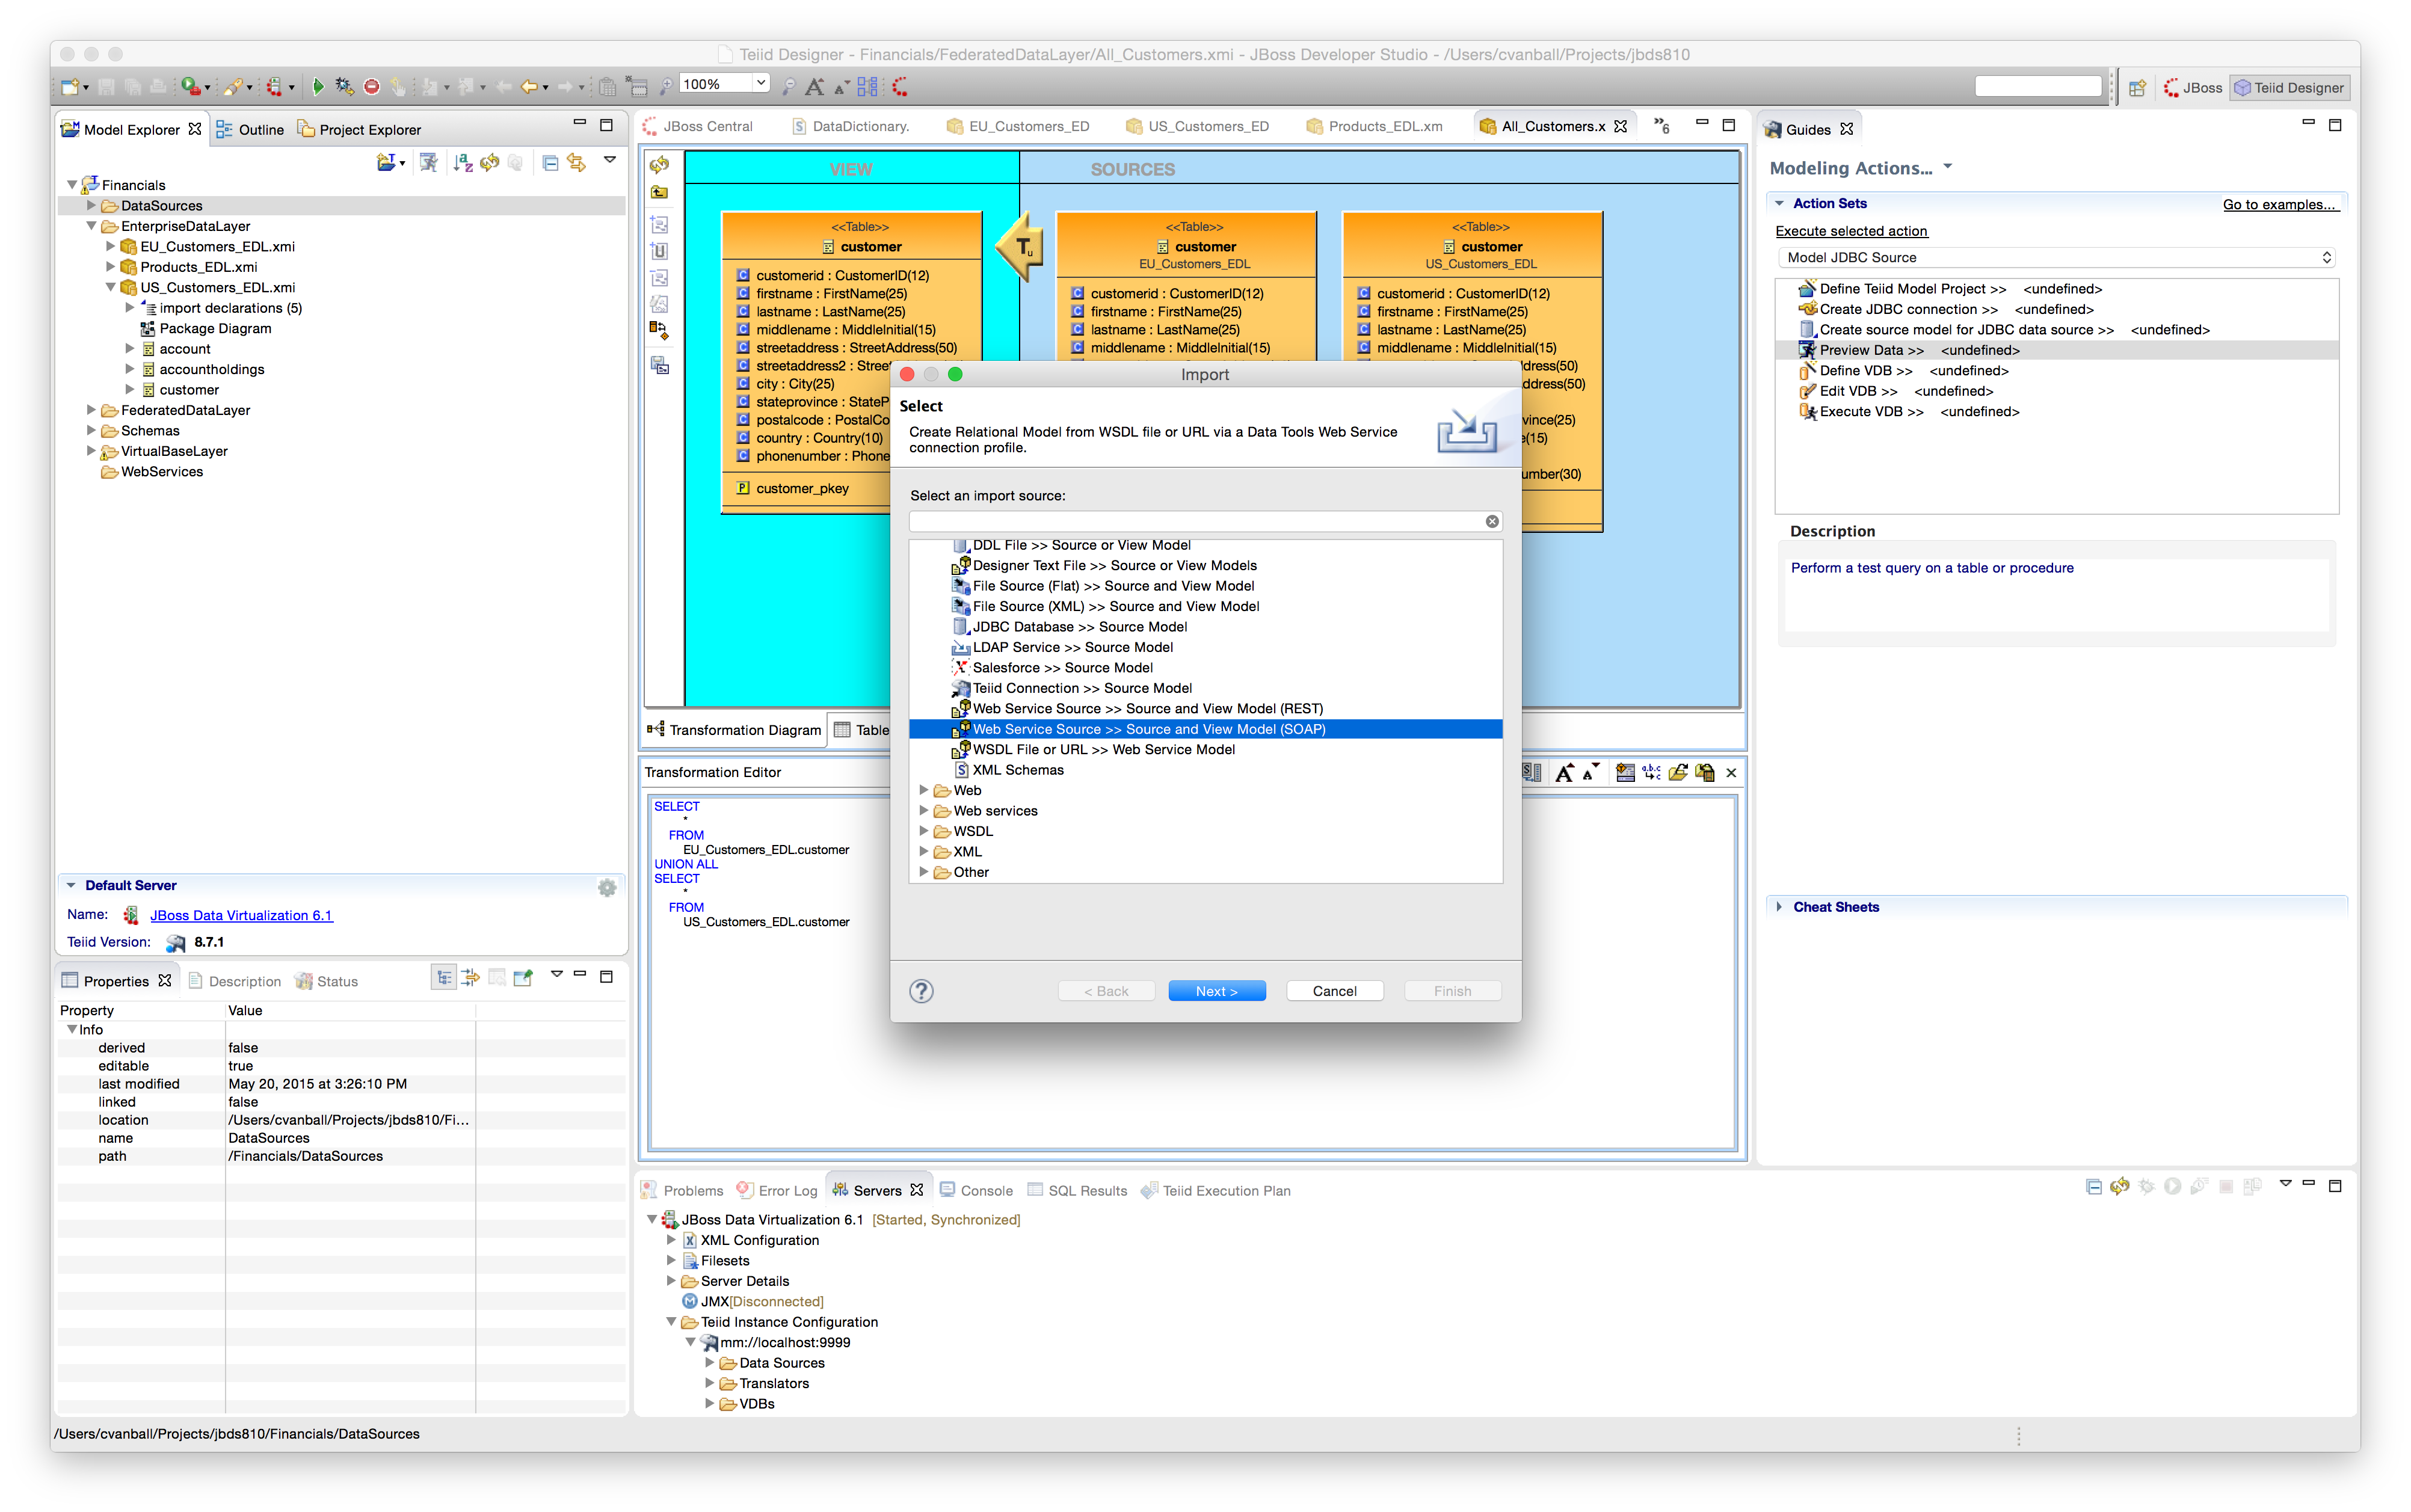 Teiid Designer - Financials/FederatedDataLayer/All_Customers.xmi - JBoss Developer Studio - /Users/cvanball/Projects/jbds810
100%
JBoss
Teiid Designer
Model Explorer
Outline
Project Explorer
Financials
DataSources
EnterpriseDataLayer
EU_Customers_EDL.xmi
Products_EDL.xmi
US_Customers_EDL.xmi
import declarations (5)
Package Diagram
account
accountholdings
customer
FederatedDataLayer
Schemas
VirtualBaseLayer
WebServices
Default Server
Name: JBoss Data Virtualization 6.1
Teiid Version: 8.7.1
Properties
Description
Status
Property Value
Info
derived false
editable true
last modified May 20, 2015 at 3:26:10 PM
linked false
location /Users/cvanball/Projects/jbds810/Fi...
name DataSources
path /Financials/DataSources
/Users/cvanball/Projects/jbds810/Financials/DataSources
JBoss Central
DataDictionary.
EU_Customers_ED
US_Customers_ED
Products_EDL.xm
All_Customers.x
»6
VIEW
SOURCES
<<Table>>
customer
customerid : CustomerID(12)
firstname : FirstName(25)
lastname : LastName(25)
middlename : MiddleInitial(15)
streetaddress : StreetAddress(50)
streetaddress2 : Stree
city : City(25)
stateprovince : StateP
postalcode : PostalCo
country : Country(10)
phonenumber : Phone
customer_pkey
Tu
<<Table>>
customer
EU_Customers_EDL
customerid : CustomerID(12)
firstname : FirstName(25)
lastname : LastName(25)
middlename : MiddleInitial(15)
<<Table>>
customer
US_Customers_EDL
customerid : CustomerID(12)
firstname : FirstName(25)
lastname : LastName(25)
middlename : MiddleInitial(15)
ddress(50)
ddress(50)
vince(25)
(15)
umber(30)
Transformation Diagram
Table
Transformation Editor
SELECT
*
FROM
EU_Customers_EDL.customer
UNION ALL
SELECT
*
FROM
US_Customers_EDL.customer
Import
Select
Create Relational Model from WSDL file or URL via a Data Tools Web Service
connection profile.
Select an import source:
DDL File >> Source or View Model
Designer Text File >> Source or View Models
File Source (Flat) >> Source and View Model
File Source (XML) >> Source and View Model
JDBC Database >> Source Model
LDAP Service >> Source Model
Salesforce >> Source Model
Teiid Connection >> Source Model
Web Service Source >> Source and View Model (REST)
Web Service Source >> Source and View Model (SOAP)
WSDL File or URL >> Web Service Model
XML Schemas
Web
Web services
WSDL
XML
Other
< Back
Next >
Cancel
Finish
Problems
Error Log
Servers
Console
SQL Results
Teiid Execution Plan
JBoss Data Virtualization 6.1 [Started, Synchronized]
XML Configuration
Filesets
Server Details
JMX[Disconnected]
Teiid Instance Configuration
mm://localhost:9999
Data Sources
Translators
VDBs
Guides
Modeling Actions...
Action Sets
Go to examples...
Execute selected action
Model JDBC Source
Define Teiid Model Project >> <undefined>
Create JDBC connection >> <undefined>
Create source model for JDBC data source >> <undefined>
Preview Data >> <undefined>
Define VDB >> <undefined>
Edit VDB >> <undefined>
Execute VDB >> <undefined>
Description
Perform a test query on a table or procedure
Cheat Sheets